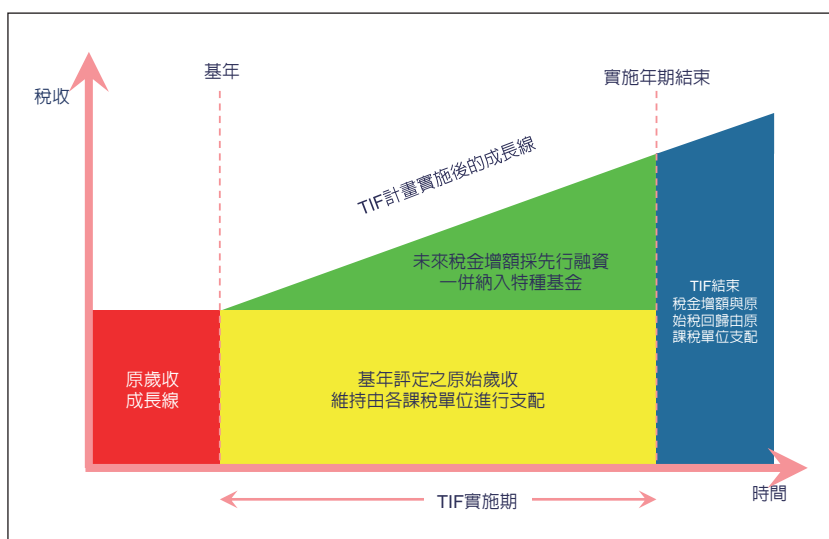 稅收
基年
實施年期結束
TIF計畫實施後的成長線
未來稅金增額採先行融資
一併納入特種基金
TIF結束
稅金增額與原
始稅回歸由原
課稅單位支配
原歲收
成長線
基年評定之原始歲收
維持由各課稅單位進行支配
時間
TIF實施期